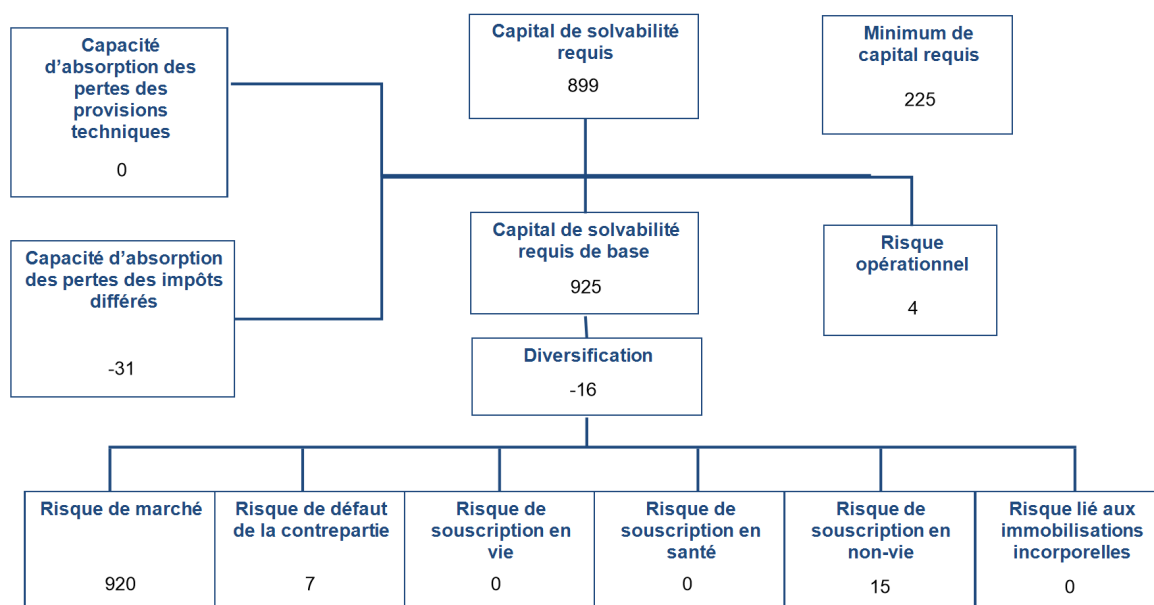 Capacité
d'absorption des
pertes des
provisions
techniques
0
Capital de solvabilité
requis
899
Minimum de
capital requis
225
Capacité d'absorption
des pertes des impôts
différés
-31
Capital de solvabilité
requis de base
925
Risque
opérationnel
4
Diversification
-16
Risque de marché
920
Risque de défaut
de la contrepartie
7
Risque de
souscription en
vie
0
Risque de
souscription en
santé
0
Risque de
souscription en
non-vie
15
Risque lié aux
immobilisations
incorporelles
0